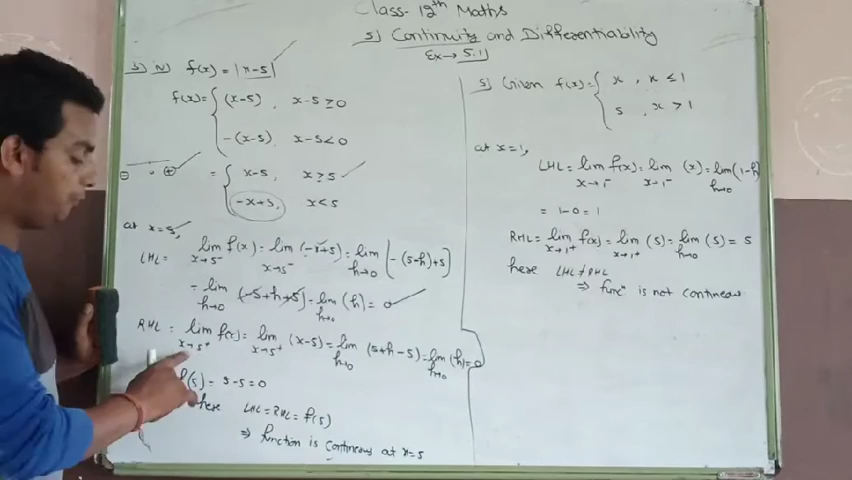 Class-12th Maths
5) Continuity and Differentiability
Ex→5.1
3) iv) f(x) = |x-5|
f(x) = { (x-5) , x-5 ≥ 0
-(x-5) , x-5 < 0
⊖ . ⊕
= { x-5, x ≥ 5
-x+5, x < 5
at x=5,
LHL = lim x→5⁻ f(x) = lim x→5⁻ (-x+5) = lim h→0 [-(5-h)+5]
= lim h→0 (-5+h+5) = lim h→0 (h) = 0
RHL = lim x→5⁺ f(x) = lim x→5⁺ (x-5) = lim h→0 (5+h-5) = lim h→0 (h) = 0
f(5) = 5-5 = 0
here LHL = RHL = f(5)
⇒ function is contineous at x=5
5) Given f(x) = { x , x ≤ 1
5 , x > 1
at x=1,
LHL = lim x→1⁻ f(x) = lim x→1⁻ (x) = lim h→0 (1-h)
= 1-0 = 1
RHL = lim x→1⁺ f(x) = lim x→1⁺ (5) = lim h→0 (5) = 5
here LHL ≠ RHL
⇒ funcⁿ is not contineous